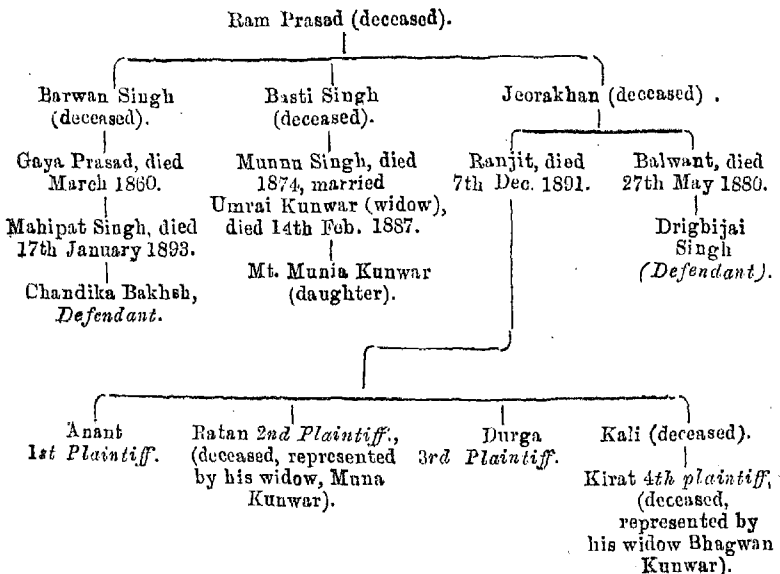 Ram Prasad (deceased).
Barwan Singh
(deceased).
Basti Singh
(deceased).
Jeorakhan (deceased) .
Gaya Prasad, died
March 1860.
Munnu Singh, died
1874, married
Umrai Kunwar (widow),
died 14th Feb. 1887.
Ranjit, died
7th Dec. 1891.
Balwant, died
27th May 1880.
Mahipat Singh, died
17th January 1893.
Mt. Munia Kunwar
(daughter).
Drigbijai
Singh
(Defendant).
Chandika Bakhsh,
Defendant.
Anant
1st Plaintiff.
Ratan 2nd Plaintiff.,
(deceased, represented
by his widow, Muna
Kunwar).
Durga
3rd Plaintiff.
Kali (deceased).
Kirat 4th plaintiff,
(deceased,
represented by
his widow Bhagwan
Kunwar).